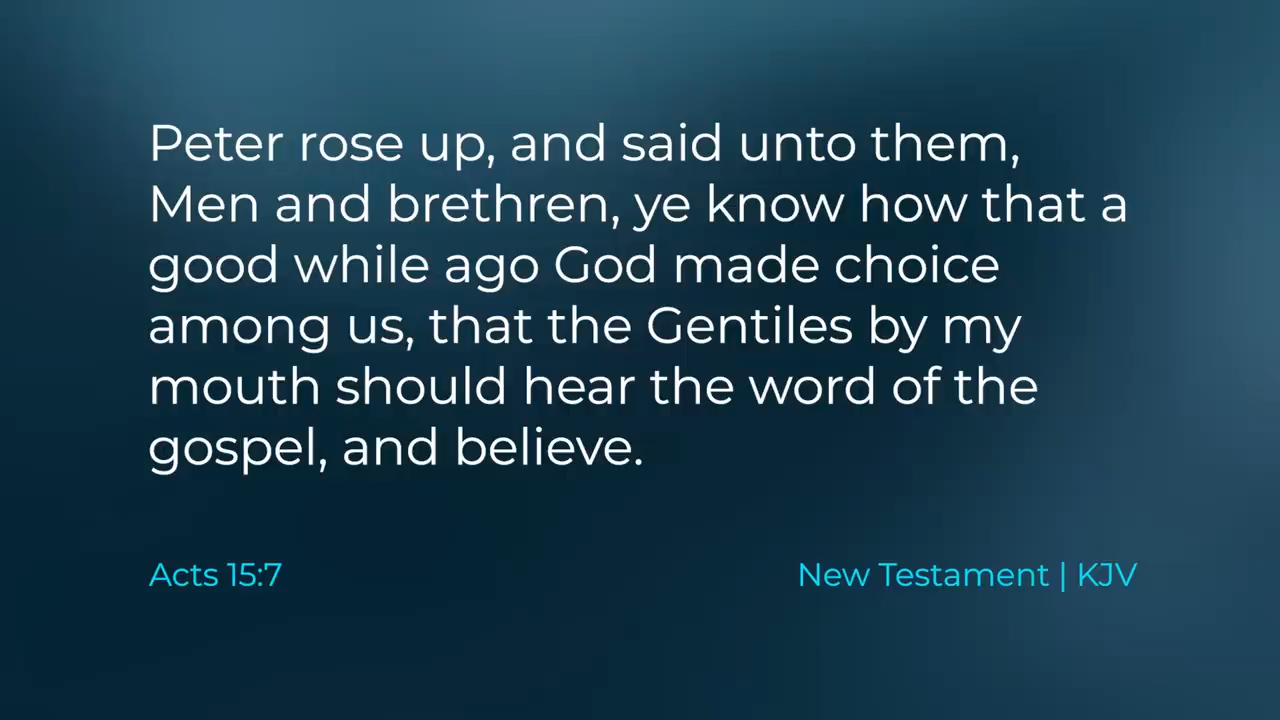 Peter rose up, and said unto them,
Men and brethren, ye know how that a
good while ago God made choice
among us, that the Gentiles by my
mouth should hear the word of the
gospel, and believe.
Acts 15:7
New Testament | KJV